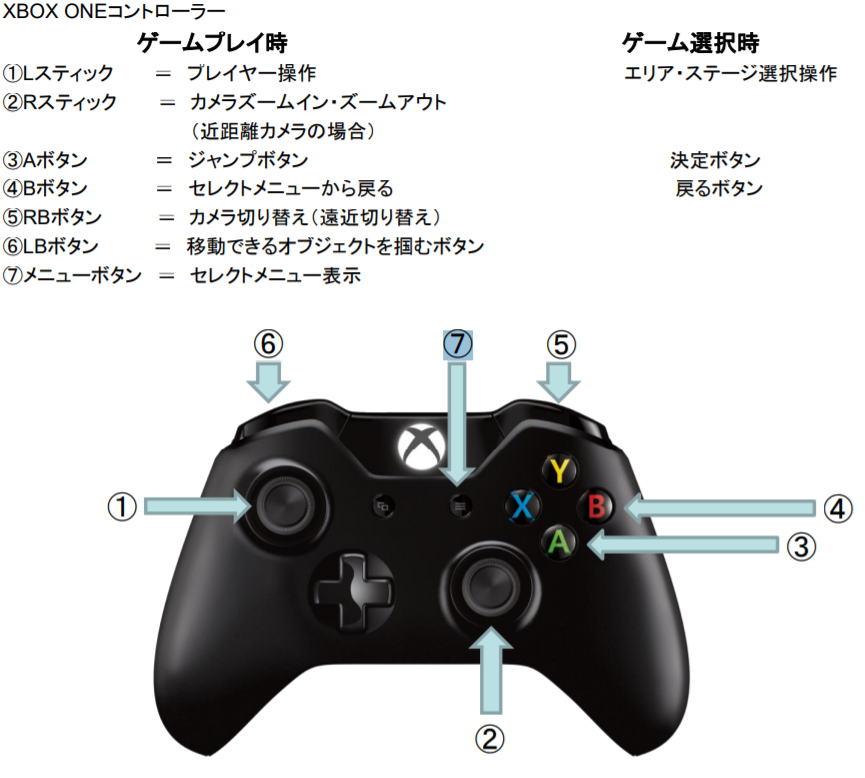 XBOX ONEコントローラー
ゲームプレイ時 ゲーム選択時
①Lスティック ＝ プレイヤー操作 エリア・ステージ選択操作
②Rスティック ＝ カメラズームイン・ズームアウト
（近距離カメラの場合）
③Aボタン ＝ ジャンプボタン 決定ボタン
④Bボタン ＝ セレクトメニューから戻る 戻るボタン
⑤RBボタン ＝ カメラ切り替え（遠近切り替え）
⑥LBボタン ＝ 移動できるオブジェクトを掴むボタン
⑦メニューボタン ＝ セレクトメニュー表示
⑥ ⑦ ⑤
Y
① X B ④
A ③
②